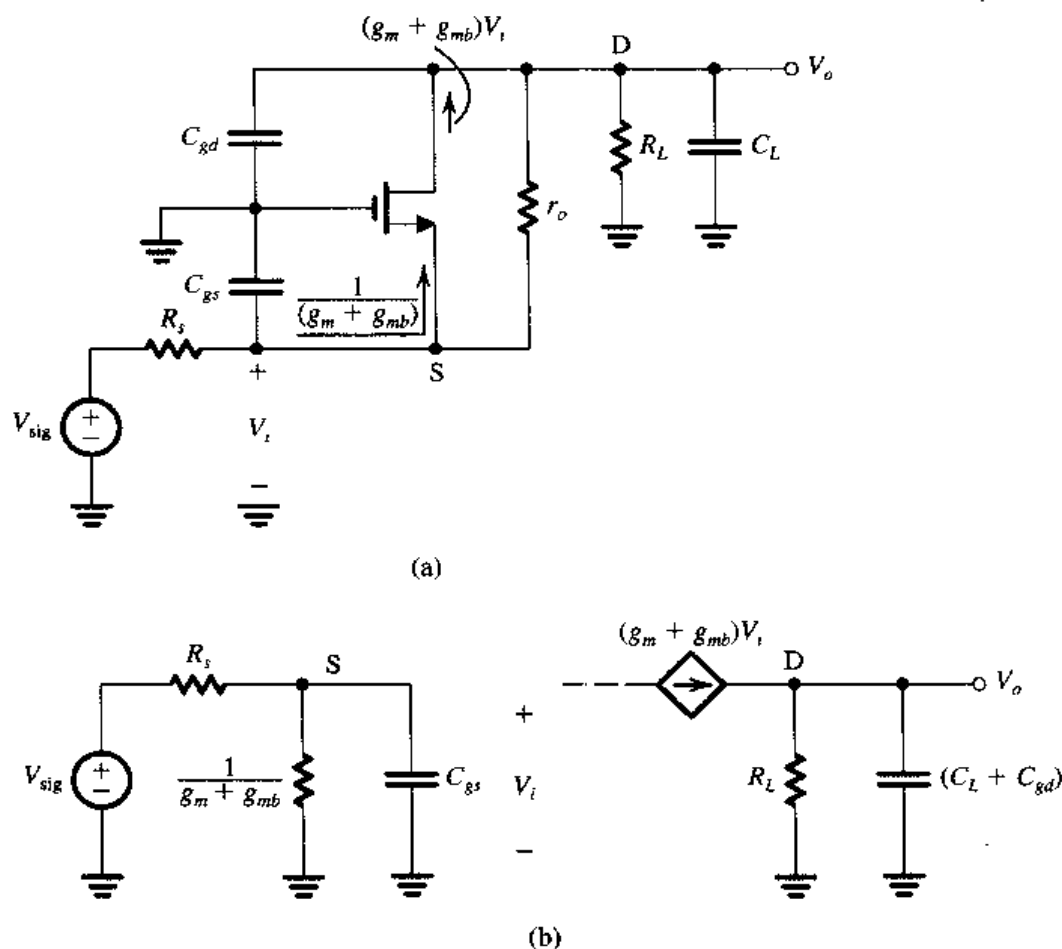 (g_m + g_mb)V_i
D
V_o
C_gd
R_L
C_L
r_o
C_gs
1/(g_m + g_mb)
R_s
+
S
V_sig
+
−
V_i
−
(a)
(g_m + g_mb)V_i
R_s
S
D
V_o
+
V_sig
+
−
1/(g_m + g_mb)
C_gs
V_i
R_L
(C_L + C_gd)
−
(b)